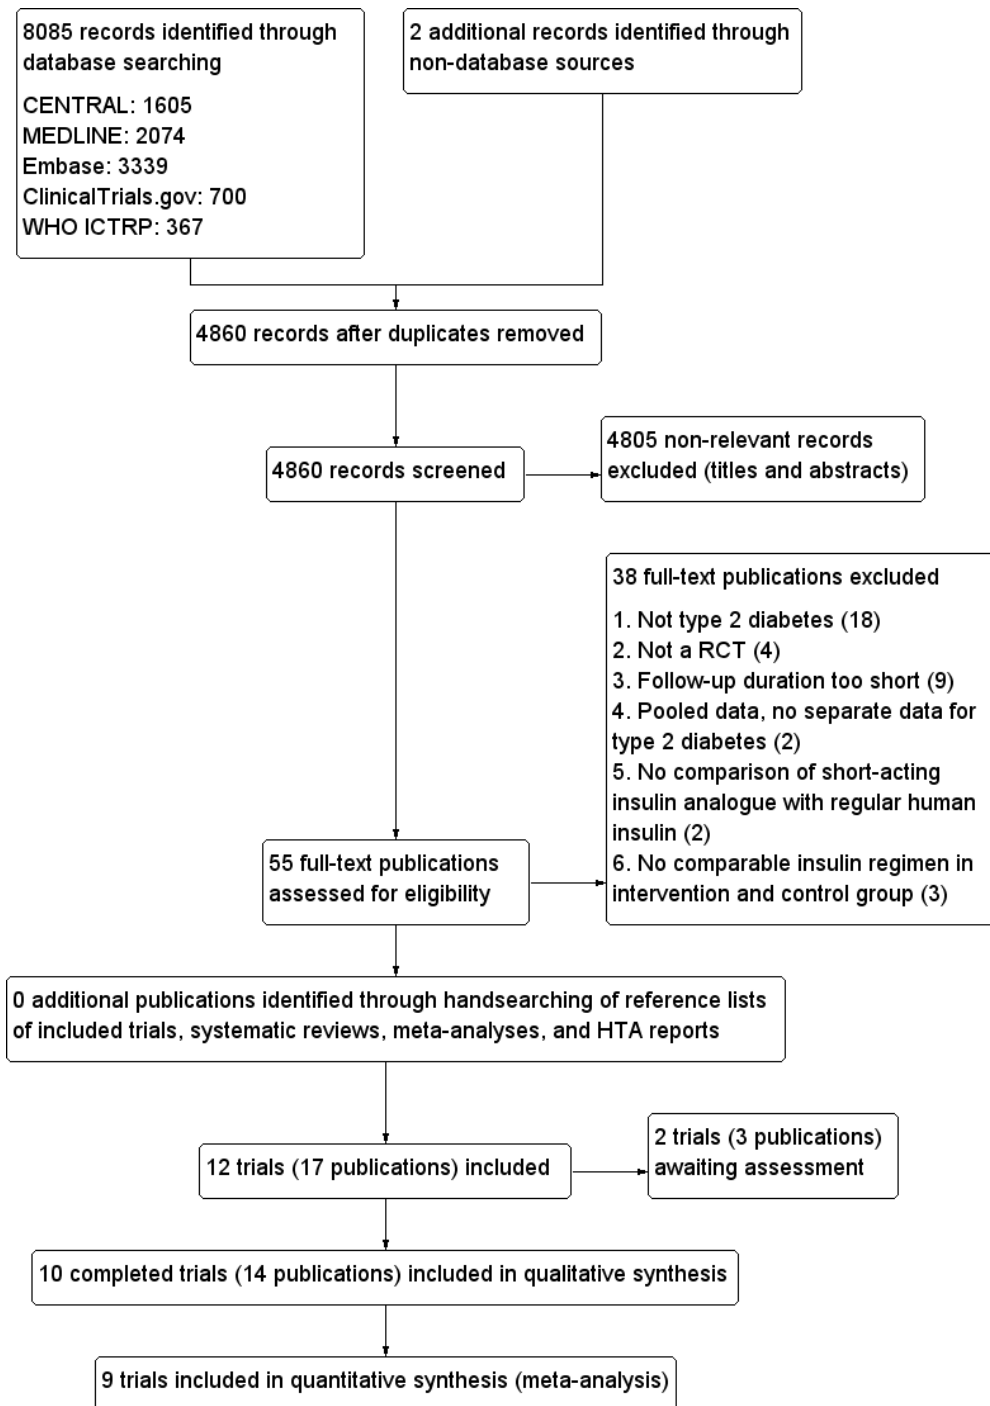 8085 records identified through
database searching
CENTRAL: 1605
MEDLINE: 2074
Embase: 3339
ClinicalTrials.gov: 700
WHO ICTRP: 367
2 additional records identified through
non-database sources
4860 records after duplicates removed
4860 records screened
4805 non-relevant records
excluded (titles and abstracts)
38 full-text publications excluded
1. Not type 2 diabetes (18)
2. Not a RCT (4)
3. Follow-up duration too short (9)
4. Pooled data, no separate data for
type 2 diabetes (2)
5. No comparison of short-acting
insulin analogue with regular human
insulin (2)
6. No comparable insulin regimen in
intervention and control group (3)
55 full-text publications
assessed for eligibility
0 additional publications identified through handsearching of reference lists
of included trials, systematic reviews, meta-analyses, and HTA reports
12 trials (17 publications) included
2 trials (3 publications)
awaiting assessment
10 completed trials (14 publications) included in qualitative synthesis
9 trials included in quantitative synthesis (meta-analysis)